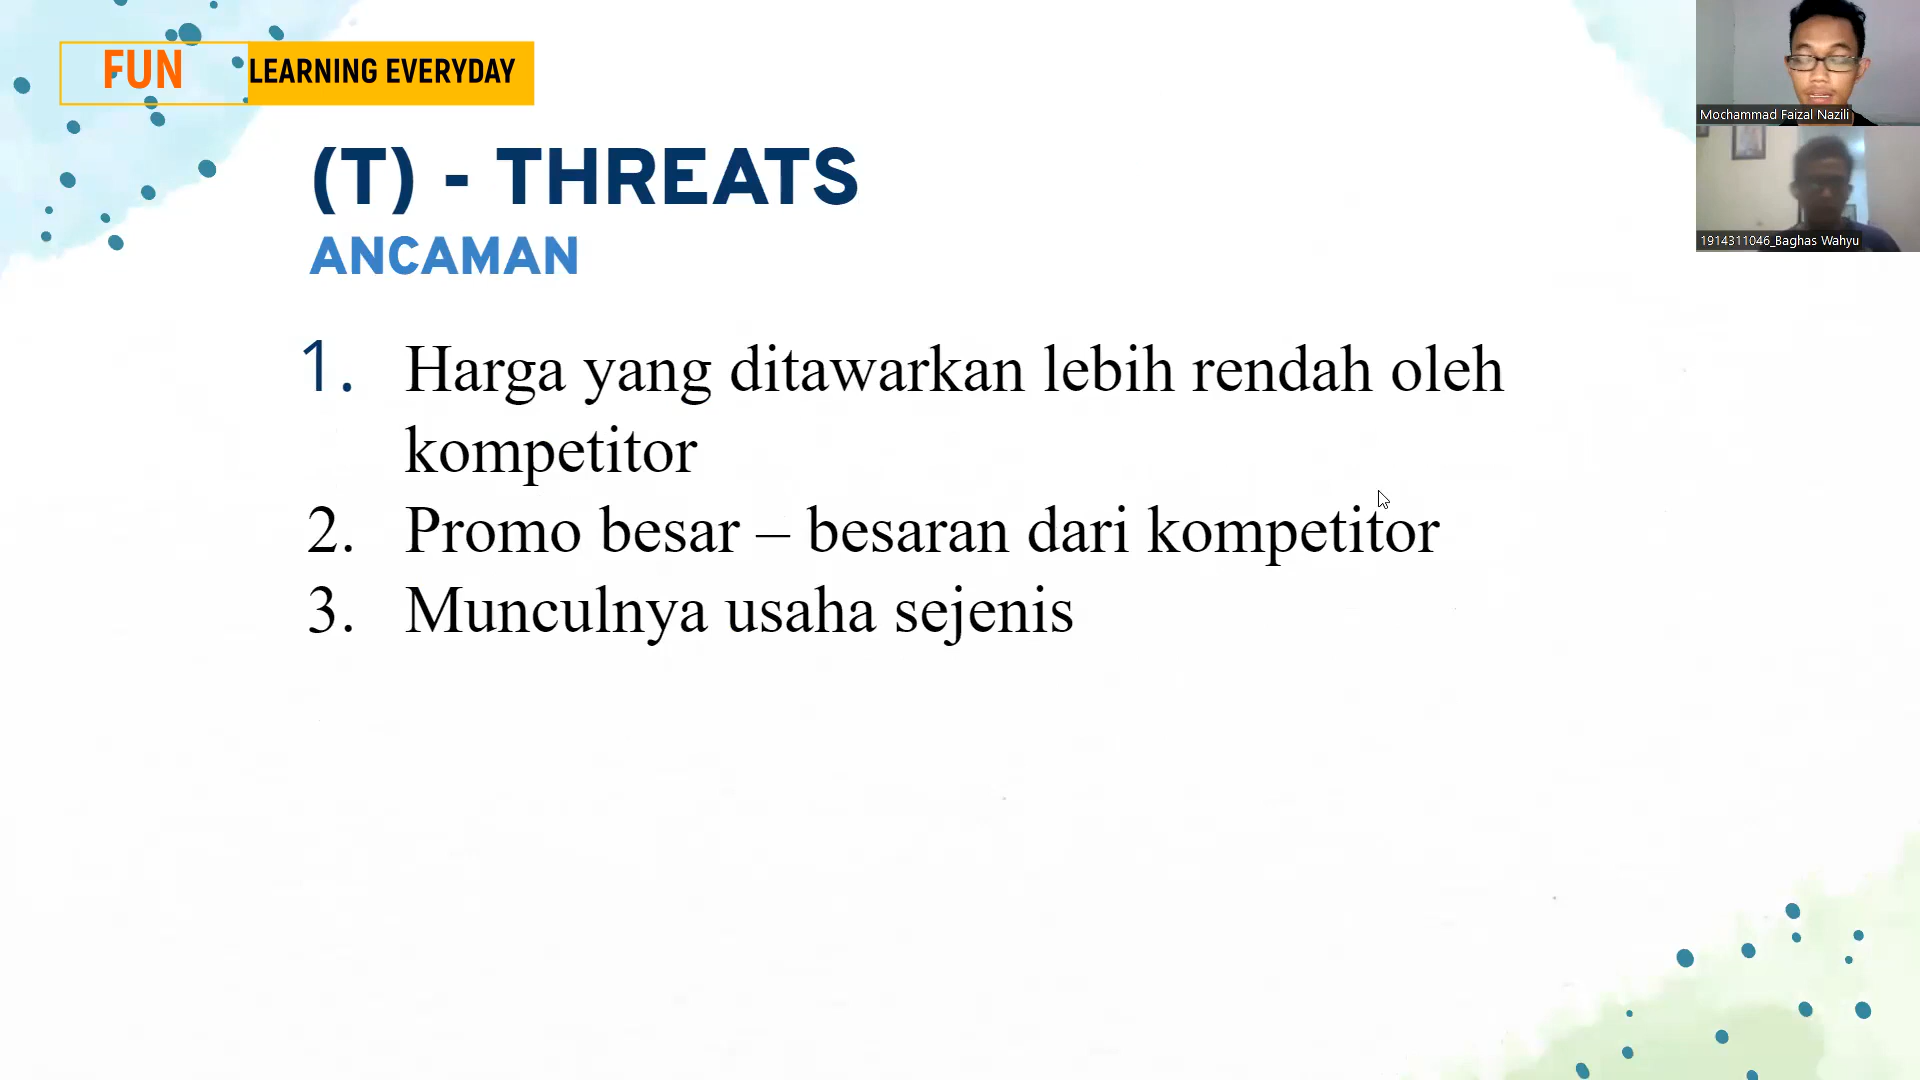 FUN LEARNING EVERYDAY
Mochammad Faizal Nazili
1914311046_Baghas Wahyu
(T) - THREATS
ANCAMAN
1. Harga yang ditawarkan lebih rendah oleh
kompetitor
2. Promo besar – besaran dari kompetitor
3. Munculnya usaha sejenis